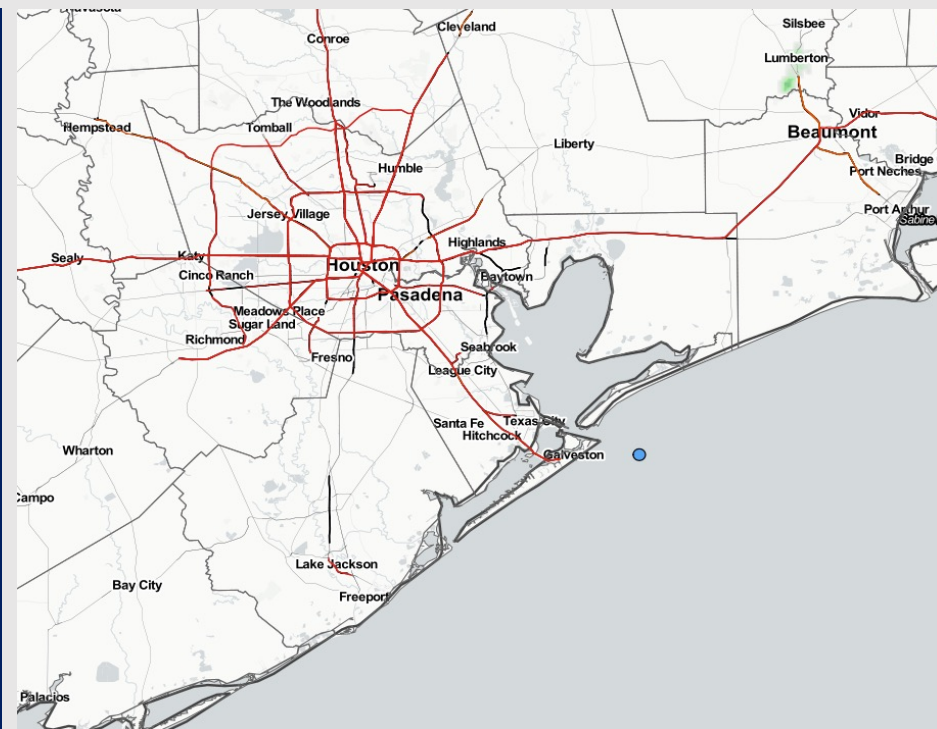 Navasota
Cleveland
Silsbee
Conroe
Lumberton
The Woodlands
Hempstead
Tomball
Vidor
Beaumont
Liberty
Bridge
Humble
Port Neches
Jersey Village
Port Arthur
Sabine
Highlands
Sealy
Katy
Houston
Cinco Ranch
Baytown
Pasadena
Meadows Place
Sugar Land
Richmond
Seabrook
Fresno
League City
Santa Fe
Texas City
Hitchcock
Wharton
Galveston
Campo
Lake Jackson
Bay City
Freeport
Palacios